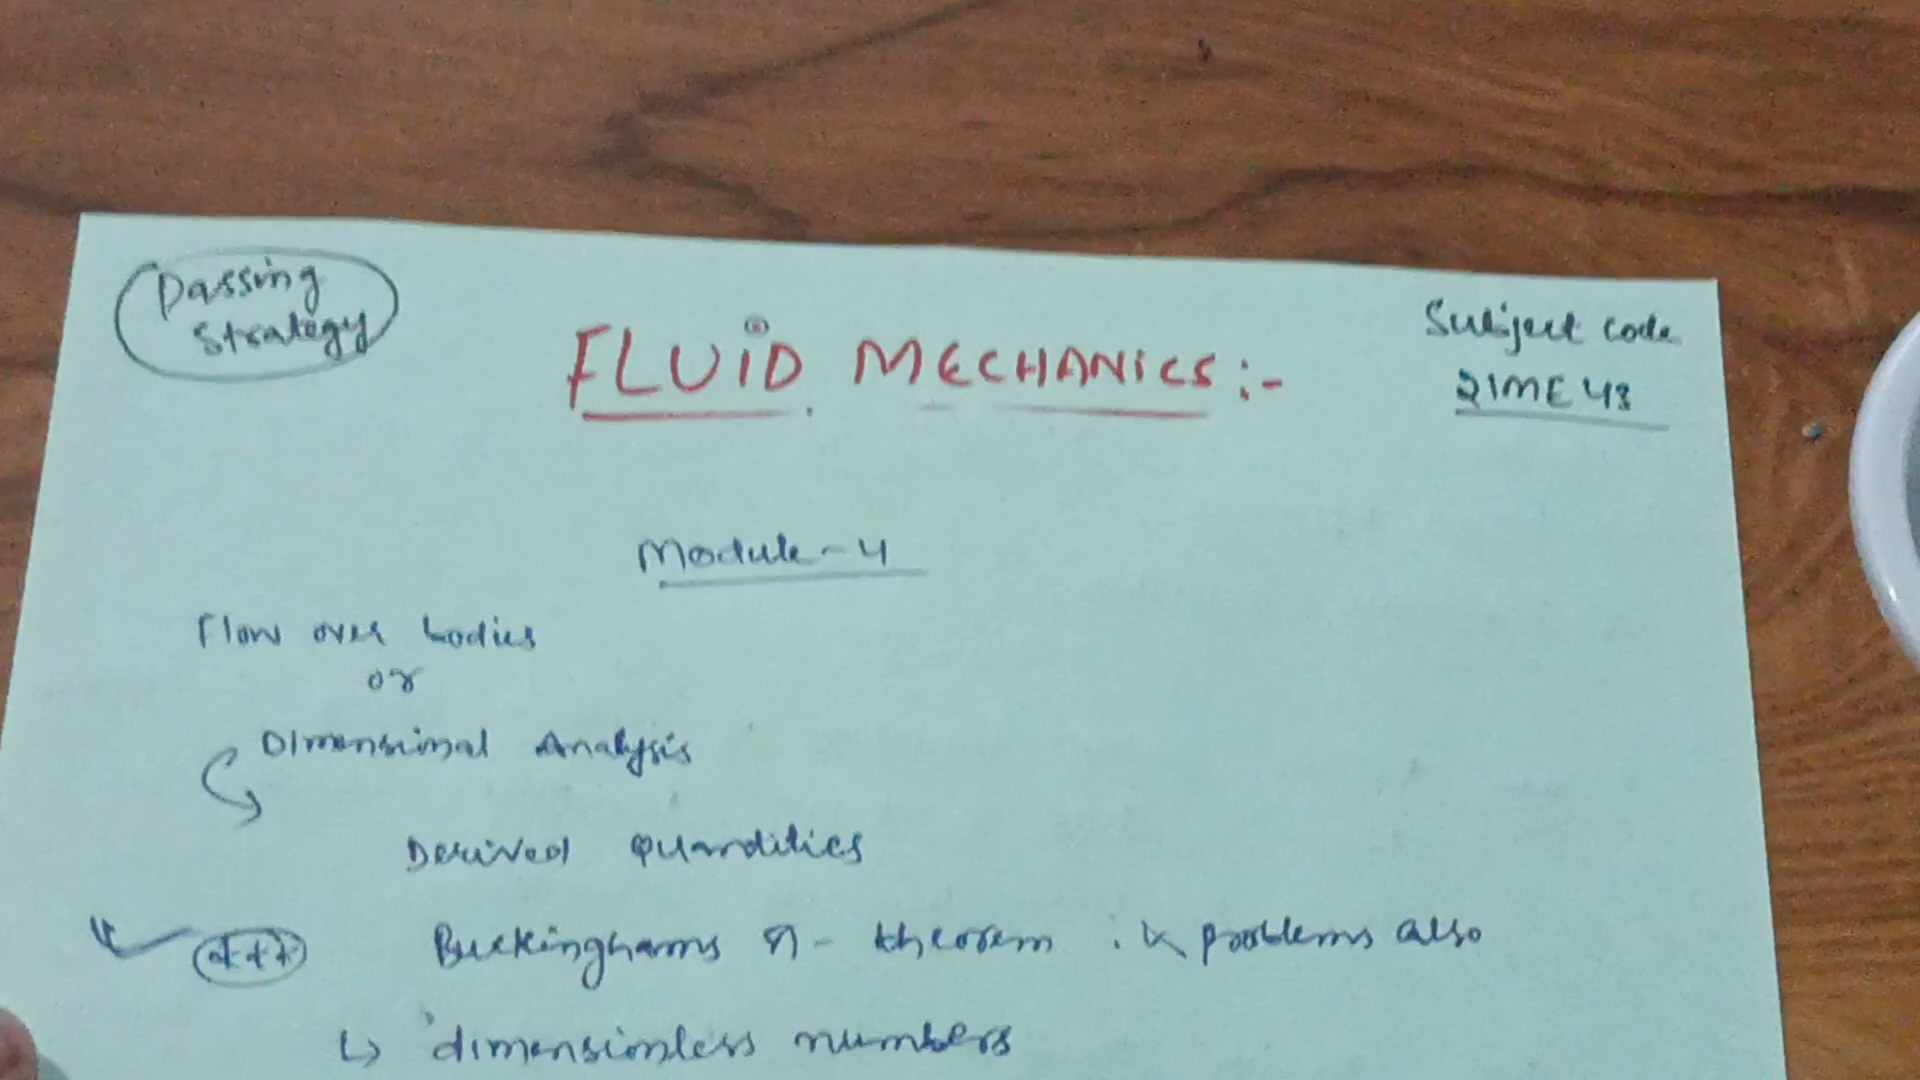 Passing
strategy
FLUiD MECHANiCS:-
Subject code
21ME43
Module-4
Flow over bodies
or
Dimensional Analysis
Derived Quantities
*** Buckinghams π- theorem : & problems also
↳ dimensionless numbers